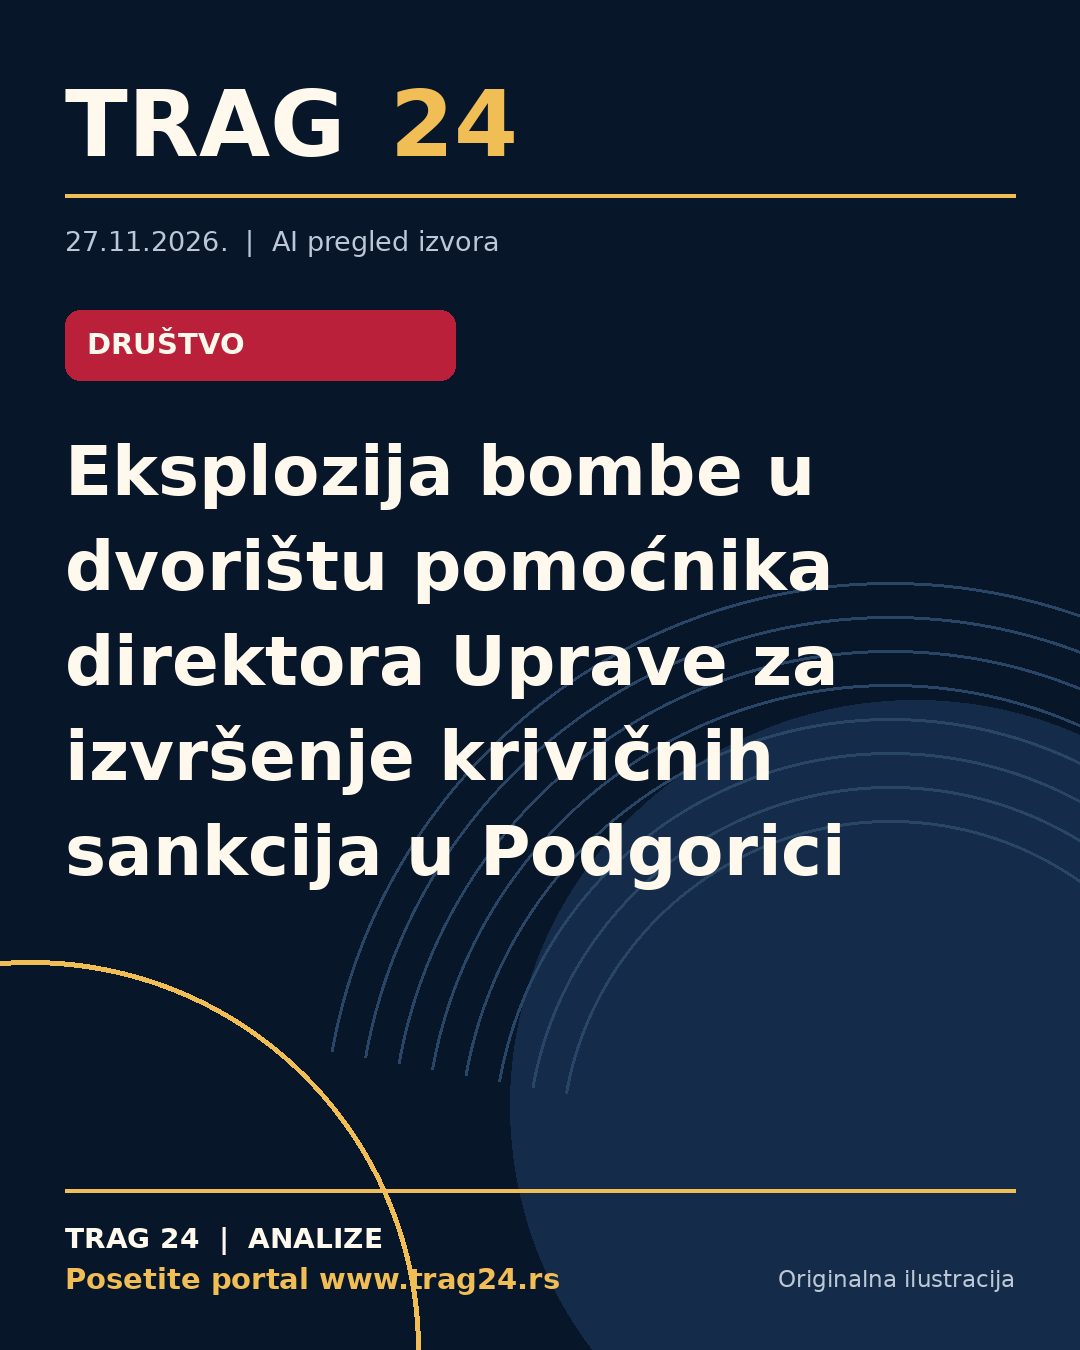 TRAG 24
27.11.2026. | AI pregled izvora
DRUŠTVO
Eksplozija bombe u
dvorištu pomoćnika
direktora Uprave za
izvršenje krivičnih
sankcija u Podgorici
TRAG 24 | ANALIZE
Posetite portal www.trag24.rs
Originalna ilustracija